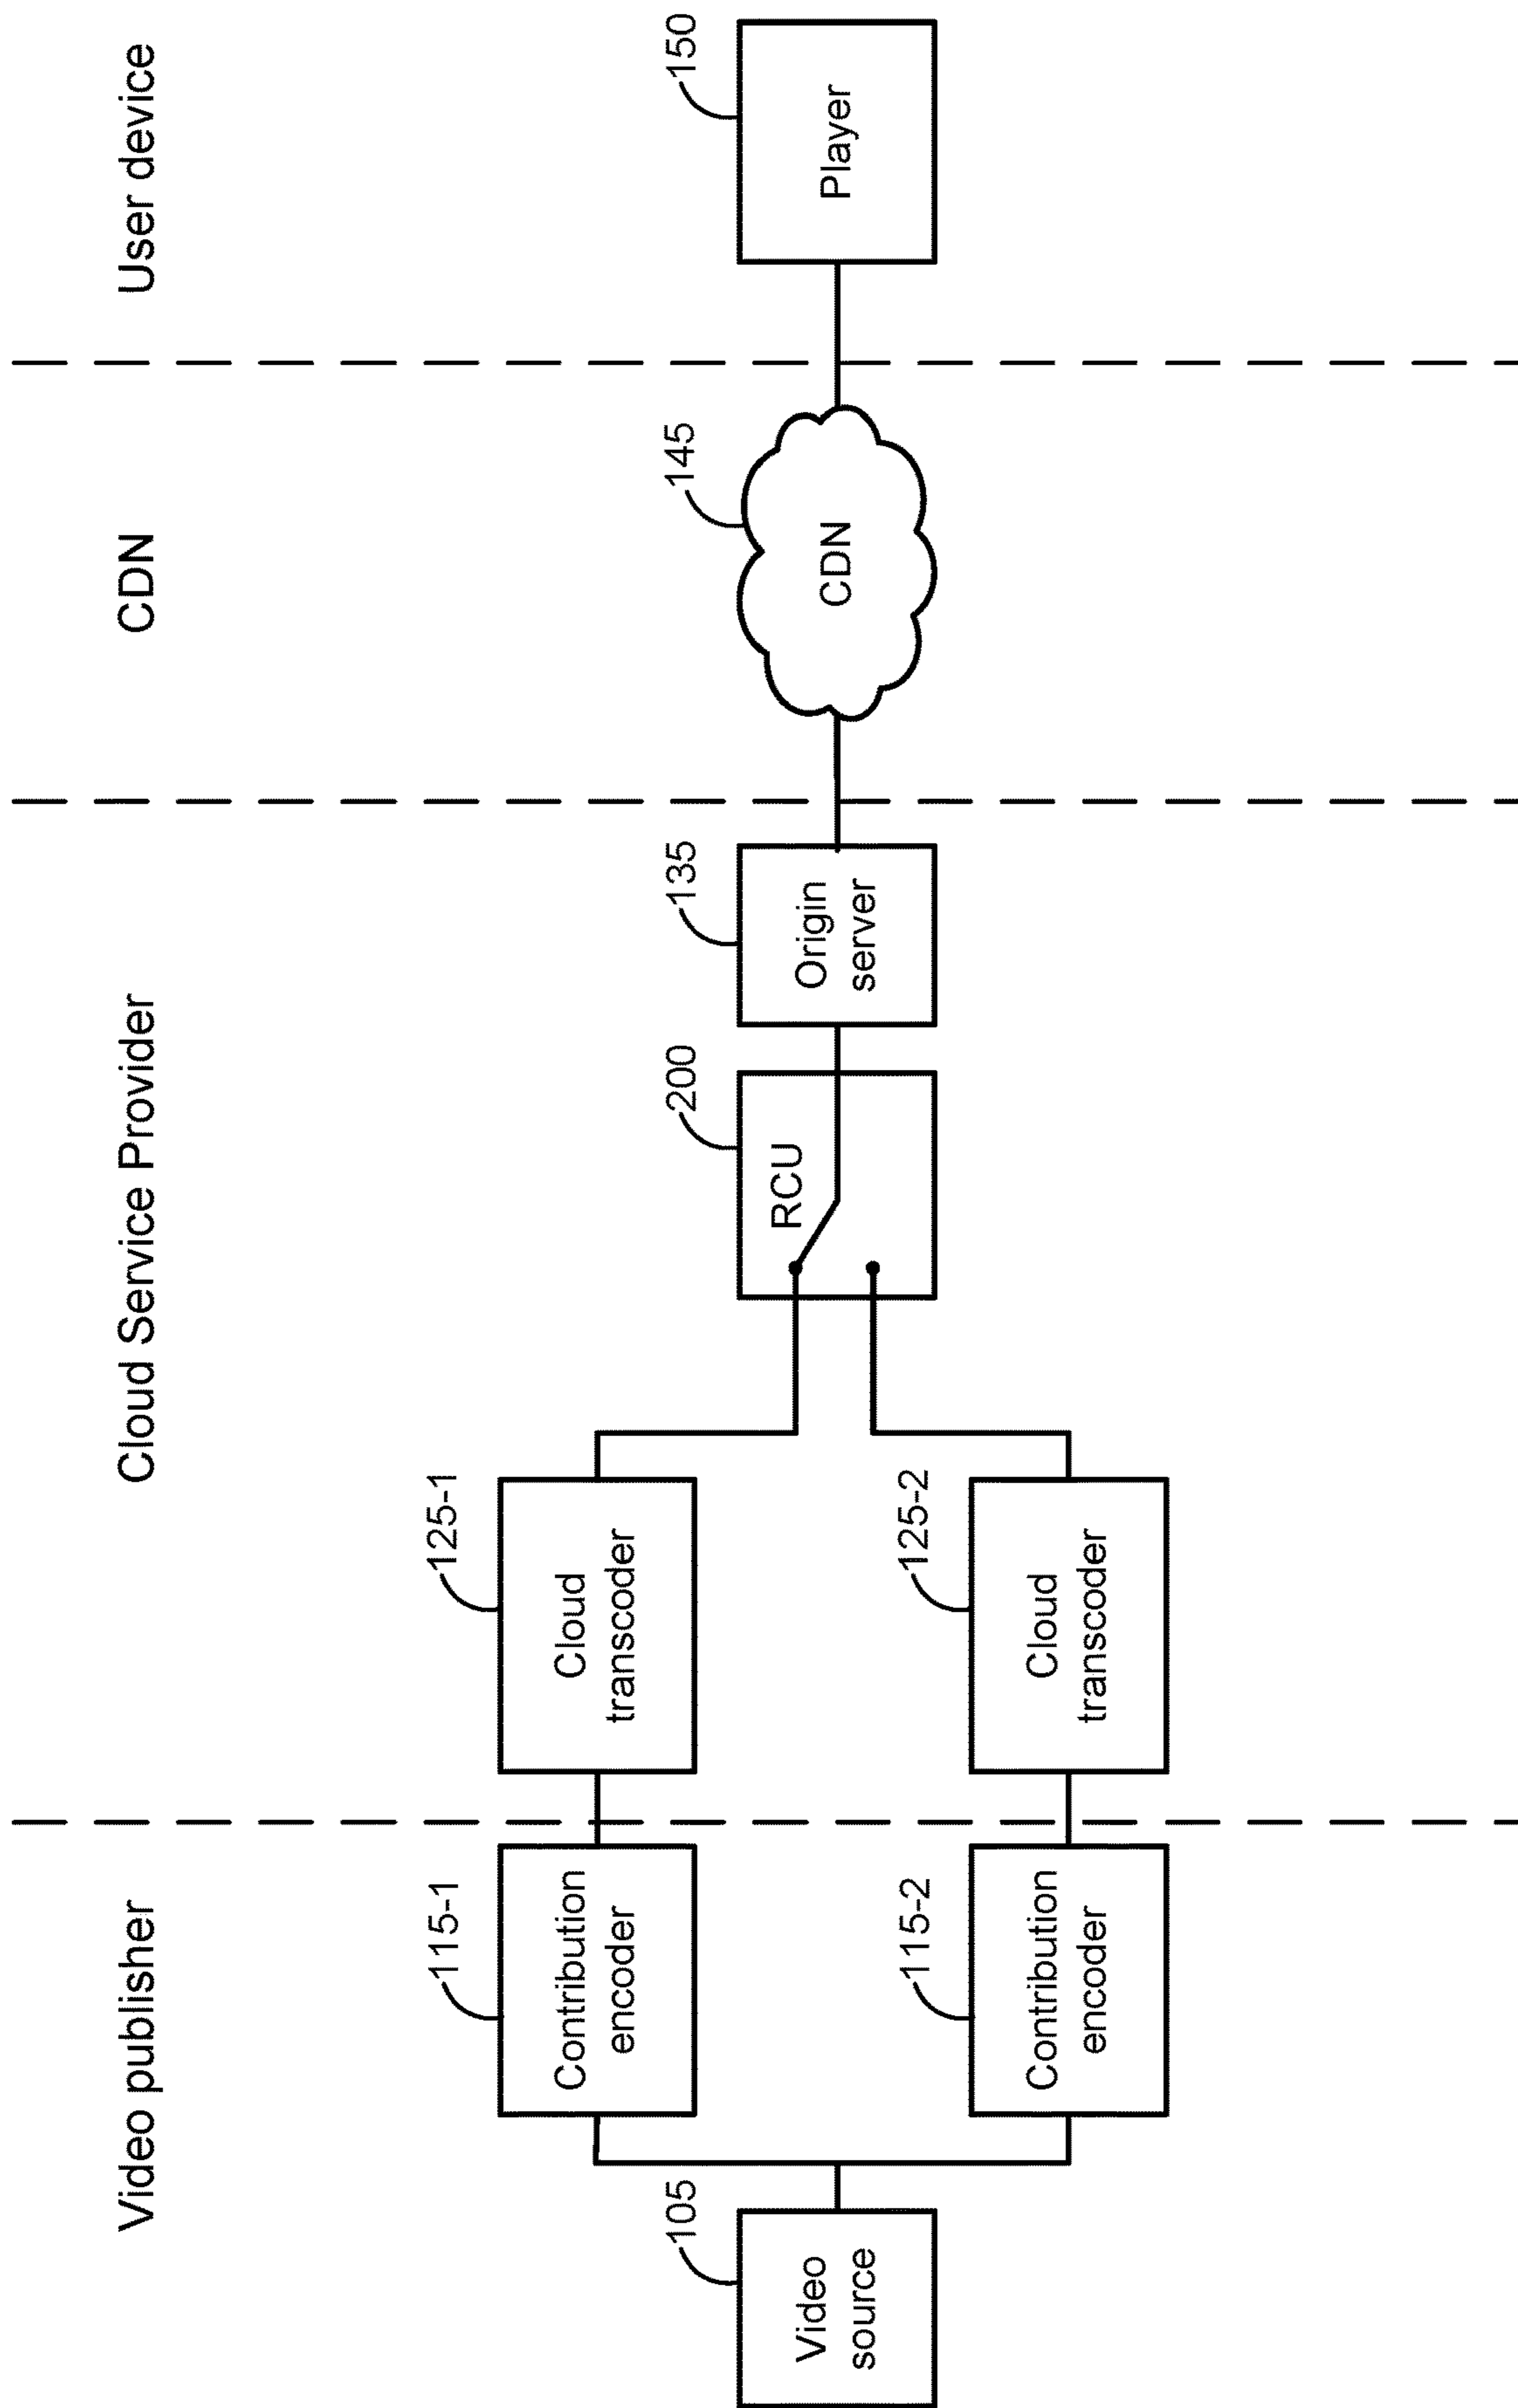 Video publisher
Cloud Service Provider
CDN
User device
105
Video
source
115-1
Contribution
encoder
115-2
Contribution
encoder
125-1
Cloud
transcoder
125-2
Cloud
transcoder
200
RCU
135
Origin
server
145
CDN
150
Player